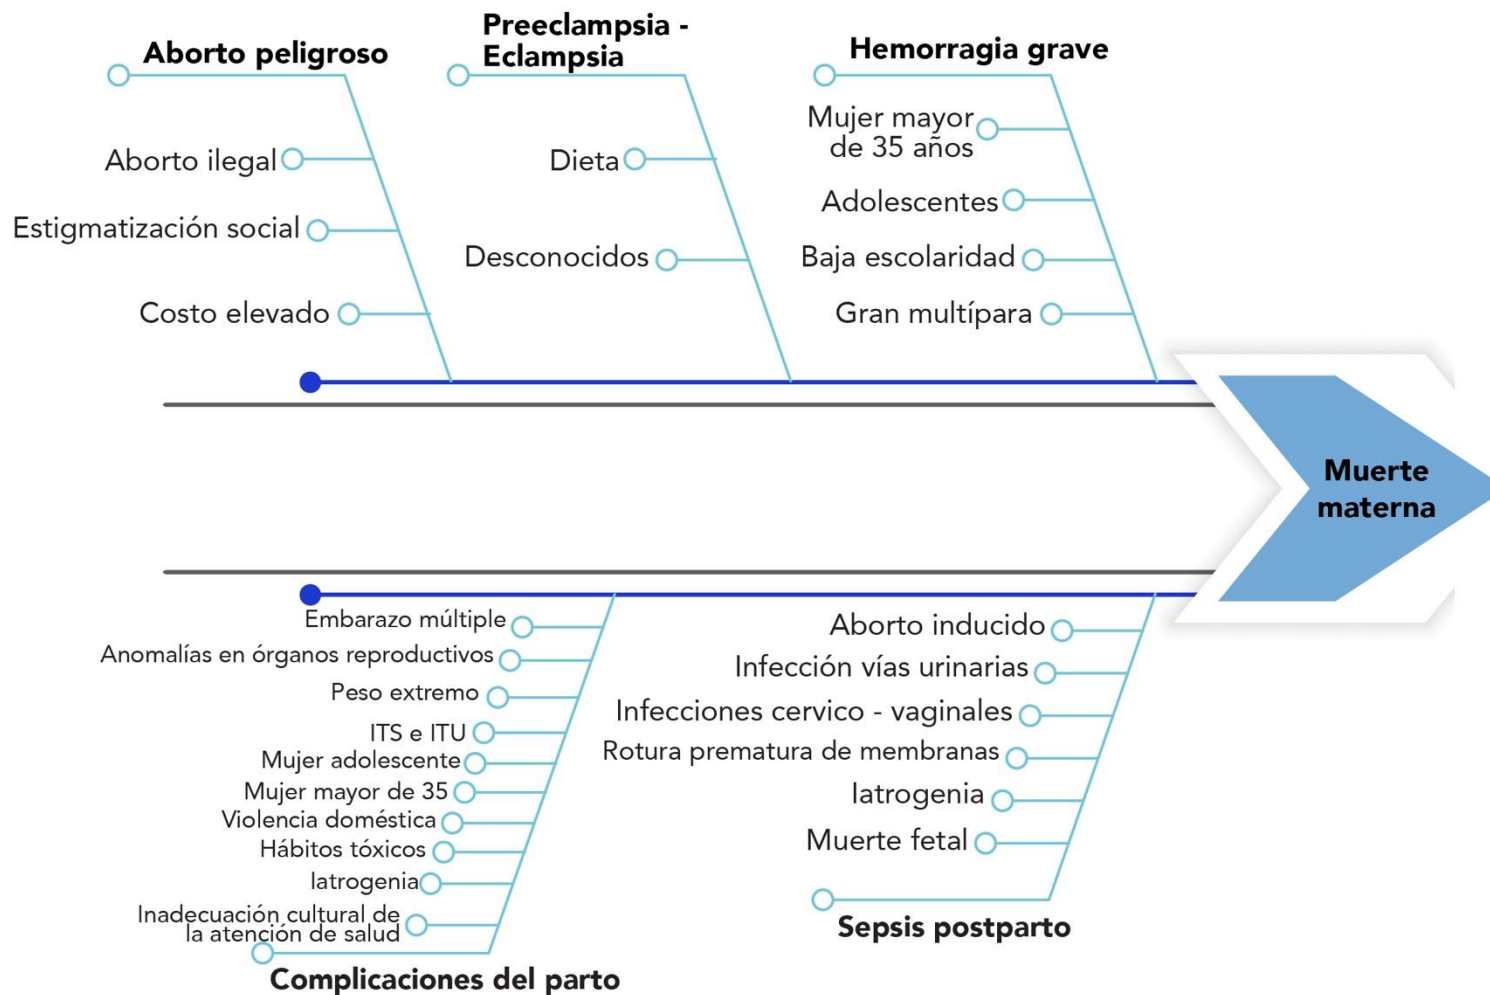 Aborto peligroso
Aborto ilegal
Estigmatización social
Costo elevado
Preeclampsia -
Eclampsia
Dieta
Desconocidos
Hemorragia grave
Mujer mayor
de 35 años
Adolescentes
Baja escolaridad
Gran multípara
Muerte
materna
Embarazo múltiple
Anomalías en órganos reproductivos
Peso extremo
ITS e ITU
Mujer adolescente
Mujer mayor de 35
Violencia doméstica
Hábitos tóxicos
Iatrogenia
Inadecuación cultural de
la atención de salud
Complicaciones del parto
Aborto inducido
Infección vías urinarias
Infecciones cervico - vaginales
Rotura prematura de membranas
Iatrogenia
Muerte fetal
Sepsis postparto